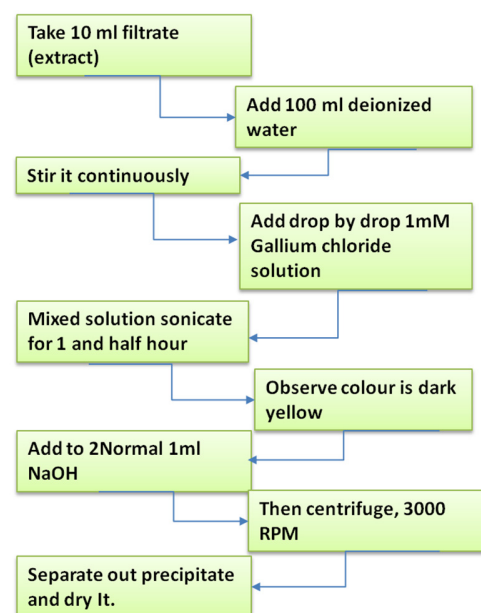 Take 10 ml filtrate
(extract)
Add 100 ml deionized
water
Stir it continuously
Add drop by drop 1mM
Gallium chloride
solution
Mixed solution sonicate
for 1 and half hour
Observe colour is dark
yellow
Add to 2Normal 1ml
NaOH
Then centrifuge, 3000
RPM
Separate out precipitate
and dry It.